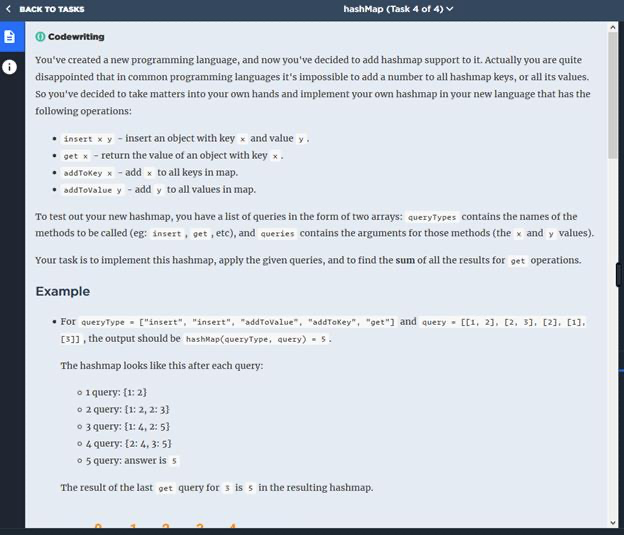 BACK TO TASKS
hashMap (Task 4 of 4)
Codewriting
You've created a new programming language, and now you've decided to add hashmap support to it. Actually you are quite
disappointed that in common programming languages it's impossible to add a number to all hashmap keys, or all its values.
So you've decided to take matters into your own hands and implement your own hashmap in your new language that has the
following operations:
• insert x y - insert an object with key x and value y.
• get x - return the value of an object with key x.
• addToKey x - add x to all keys in map.
• addToValue y - add y to all values in map.
To test out your new hashmap, you have a list of queries in the form of two arrays: queryTypes contains the names of the
methods to be called (eg: insert, get, etc), and queries contains the arguments for those methods (the x and y values).
Your task is to implement this hashmap, apply the given queries, and to find the sum of all the results for get operations.
Example
• For queryType = ["insert", "insert", "addToValue", "addToKey", "get"] and query = [[1, 2], [2, 3], [2], [1],
[3]], the output should be hashMap(queryType, query) = 5.
The hashmap looks like this after each query:
◦ 1 query: {1: 2}
◦ 2 query: {1: 2, 2: 3}
◦ 3 query: {1: 4, 2: 5}
◦ 4 query: {2: 4, 3: 5}
◦ 5 query: answer is 5
The result of the last get query for 3 is 5 in the resulting hashmap.
0 1 2 3 4